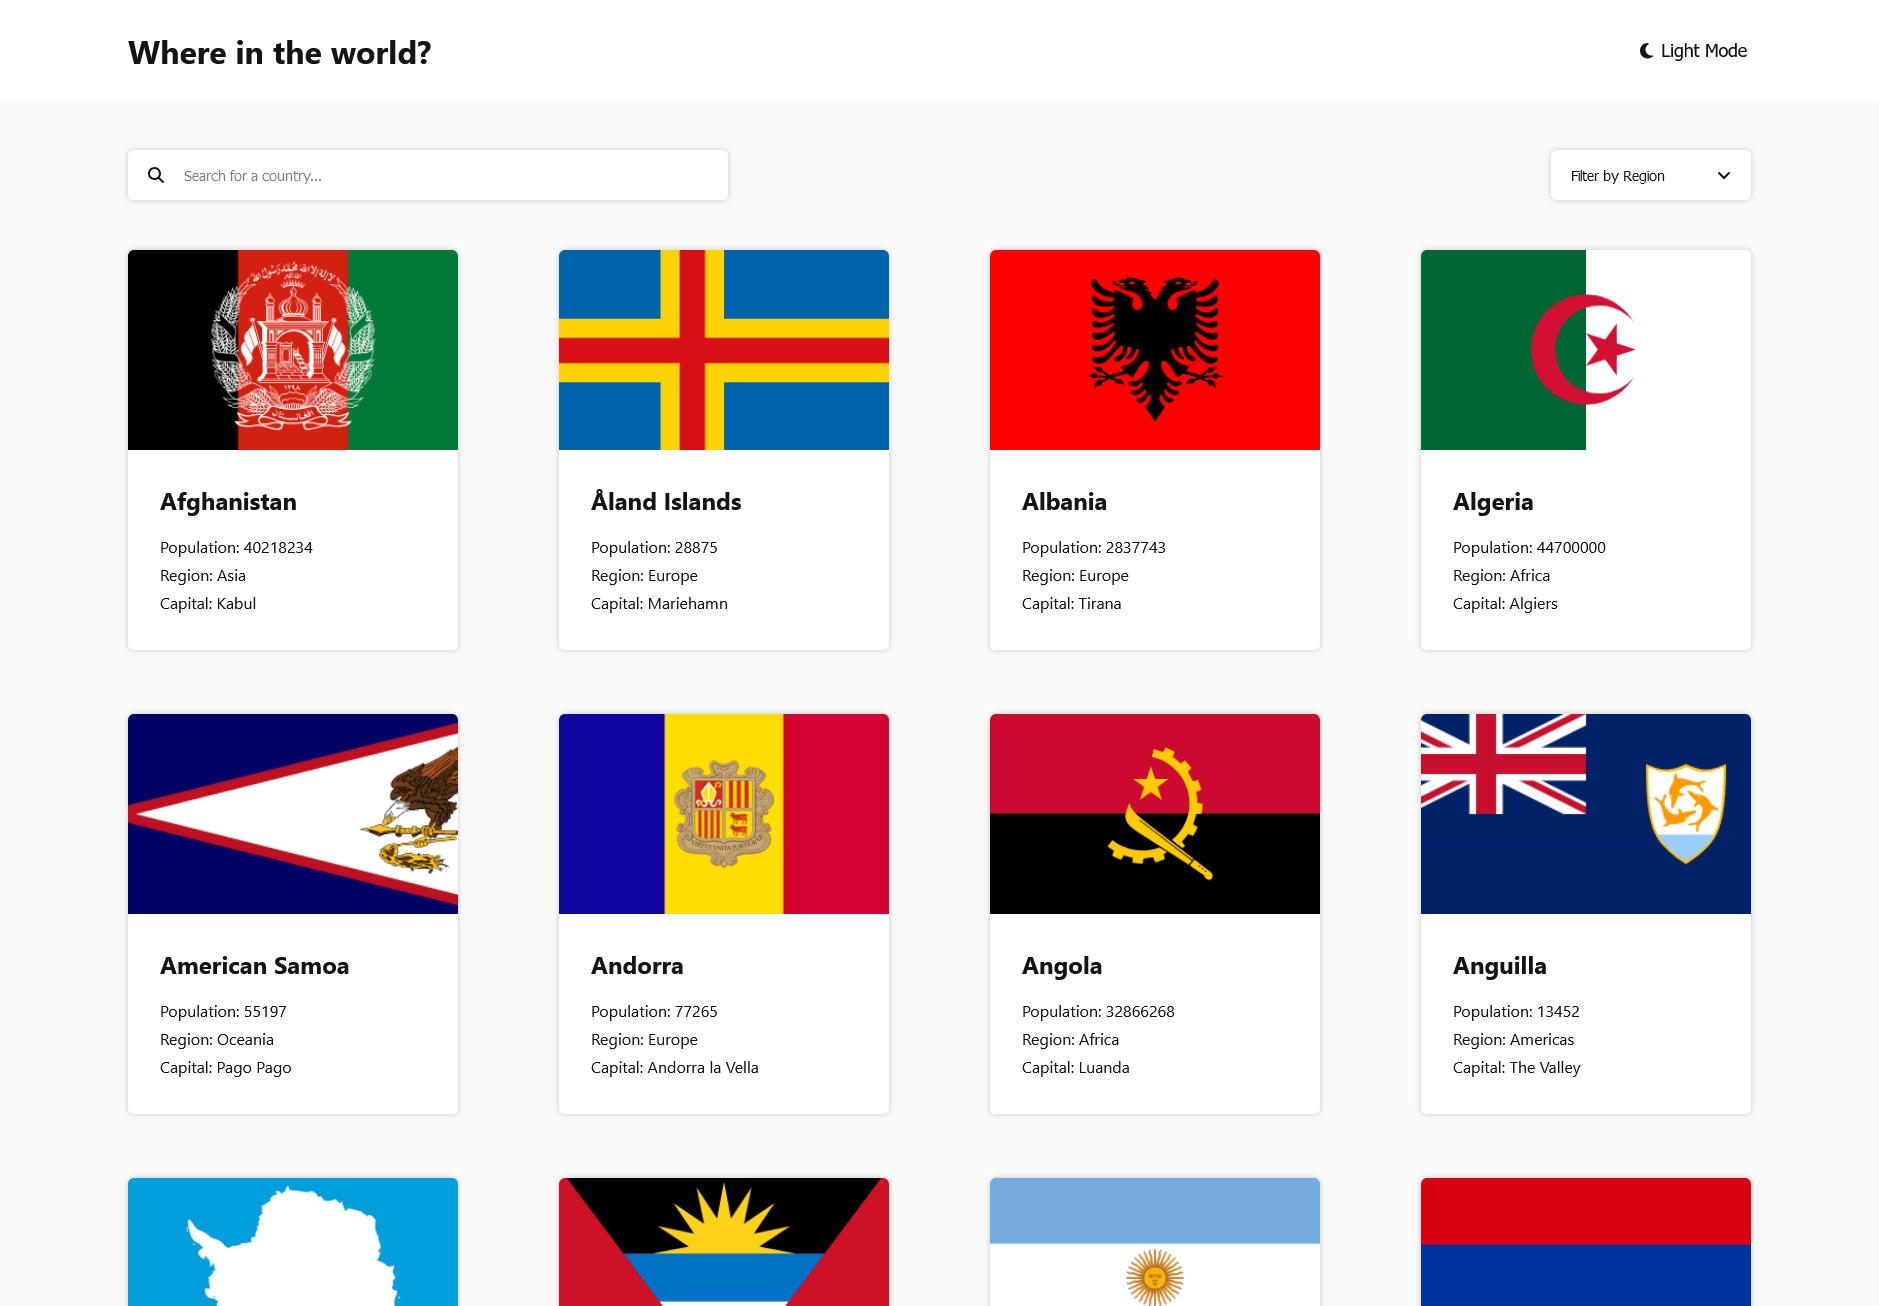 Where in the world?
Light Mode
Search for a country...
Filter by Region
Afghanistan
Population: 40218234
Region: Asia
Capital: Kabul
Åland Islands
Population: 28875
Region: Europe
Capital: Mariehamn
Albania
Population: 2837743
Region: Europe
Capital: Tirana
Algeria
Population: 44700000
Region: Africa
Capital: Algiers
American Samoa
Population: 55197
Region: Oceania
Capital: Pago Pago
Andorra
Population: 77265
Region: Europe
Capital: Andorra la Vella
Angola
Population: 32866268
Region: Africa
Capital: Luanda
Anguilla
Population: 13452
Region: Americas
Capital: The Valley